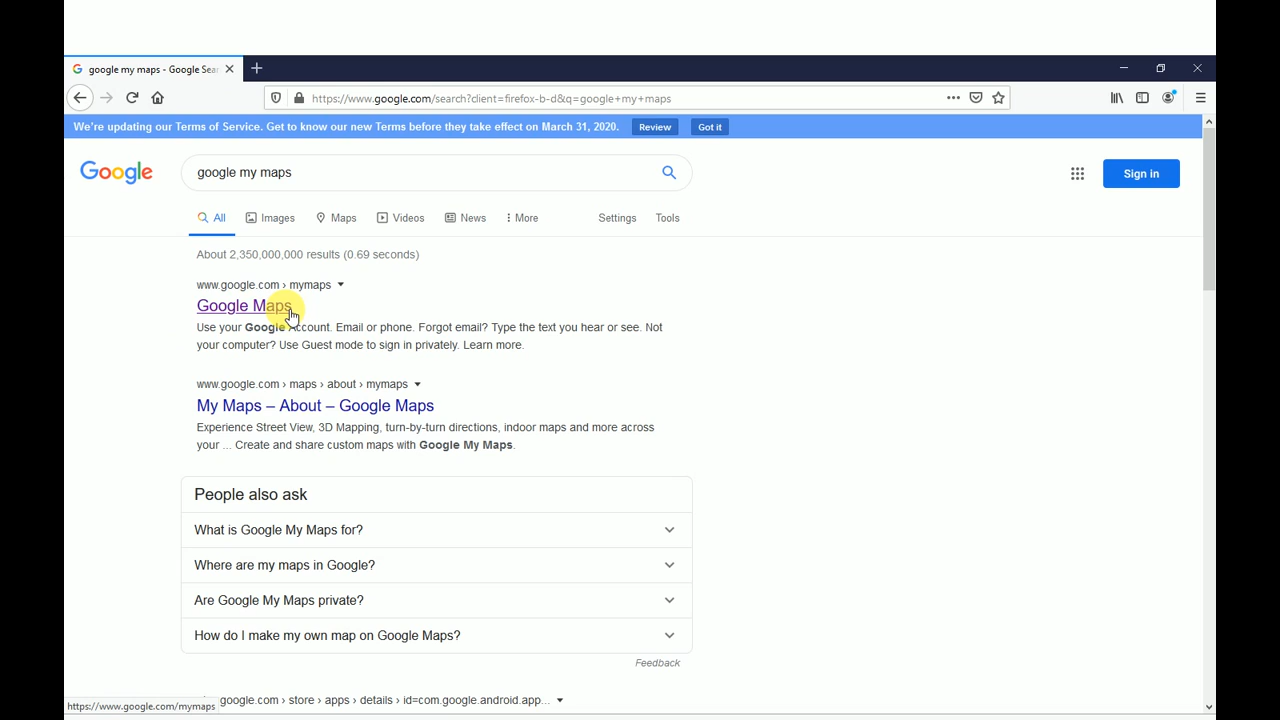 google my maps - Google Sear
https://www.google.com/search?client=firefox-b-d&q=google+my+maps
We're updating our Terms of Service. Get to know our new Terms before they take effect on March 31, 2020. Review Got it
Google
google my maps
Sign in
All Images Maps Videos News More Settings Tools
About 2,350,000,000 results (0.69 seconds)
www.google.com › mymaps
Google Maps
Use your Google Account. Email or phone. Forgot email? Type the text you hear or see. Not
your computer? Use Guest mode to sign in privately. Learn more.
www.google.com › maps › about › mymaps
My Maps – About – Google Maps
Experience Street View, 3D Mapping, turn-by-turn directions, indoor maps and more across
your ... Create and share custom maps with Google My Maps.
People also ask
What is Google My Maps for?
Where are my maps in Google?
Are Google My Maps private?
How do I make my own map on Google Maps?
Feedback
google.com › store › apps › details › id=com.google.android.app...
https://www.google.com/mymaps